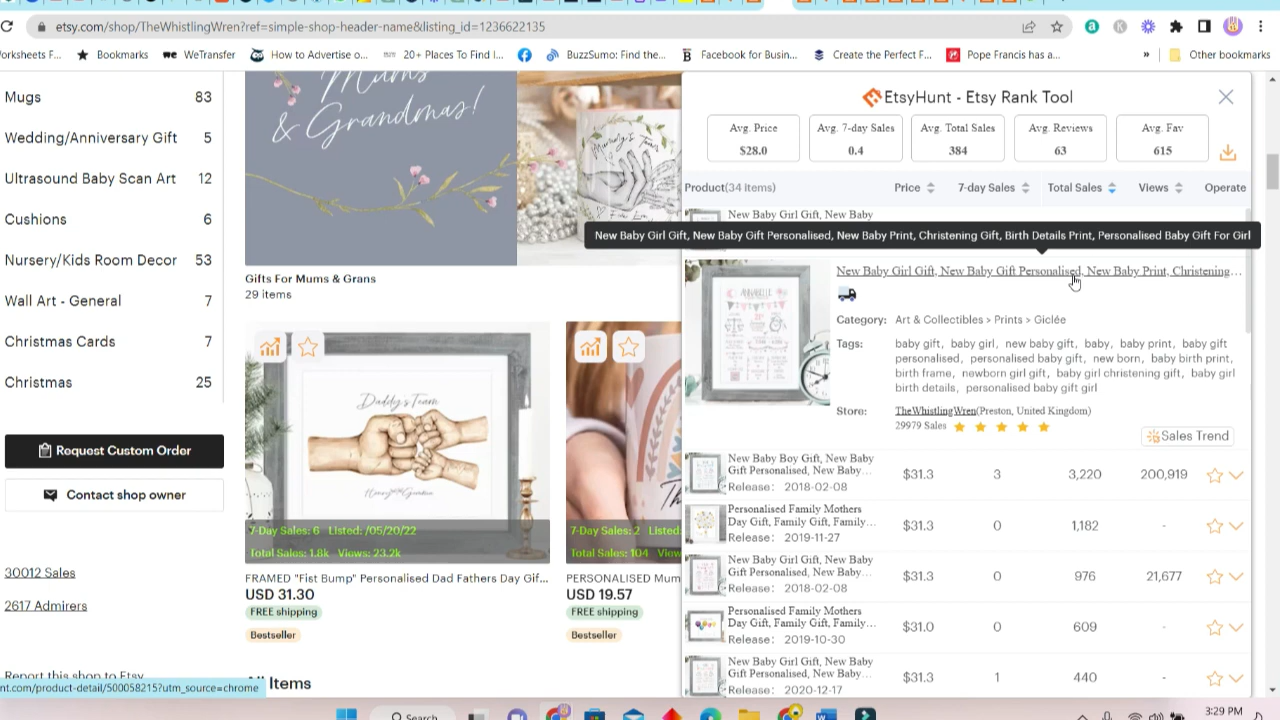 etsy.com/shop/TheWhistlingWren?ref=simple-shop-header-name&listing_id=1236622135
orksheets F...
Bookmarks
WeTransfer
How to Advertise o...
20+ Places To Find I...
BuzzSumo: Find the...
Facebook for Busin...
Create the Perfect F...
Pope Francis has a...
»
Other bookmarks
Mugs 83
Wedding/Anniversary Gift 5
Ultrasound Baby Scan Art 12
Cushions 6
Nursery/Kids Room Decor 53
Wall Art - General 7
Christmas Cards 7
Christmas 25
Request Custom Order
Contact shop owner
30012 Sales
2617 Admirers
Report this shop to Etsy
nt.com/product-detail/500058215?utm_source=chrome
Mums
& Grandmas!
Gifts For Mums & Grans
29 items
Daddy's Team
7-Day Sales: 6 Listed: /05/20/22
Total Sales: 1.8k Views: 23.2k
FRAMED "Fist Bump" Personalised Dad Fathers Day Gif...
USD 31.30
FREE shipping
Bestseller
7-Day Sales: 2 Listed:
Total Sales: 104 View
PERSONALISED Mum
USD 19.57
FREE shipping
Bestseller
Items
EtsyHunt - Etsy Rank Tool
Avg. Price
$28.0
Avg. 7-day Sales
0.4
Avg. Total Sales
384
Avg. Reviews
63
Avg. Fav
615
Product(34 items) Price 7-day Sales Total Sales Views Operate
New Baby Girl Gift, New Baby
New Baby Girl Gift, New Baby Gift Personalised, New Baby Print, Christening Gift, Birth Details Print, Personalised Baby Gift For Girl
New Baby Girl Gift, New Baby Gift Personalised, New Baby Print, Christening...
Category: Art & Collectibles > Prints > Giclée
Tags: baby gift, baby girl, new baby gift, baby, baby print, baby gift
personalised, personalised baby gift, new born, baby birth print,
birth frame, newborn girl gift, baby girl christening gift, baby girl
birth details, personalised baby gift girl
Store: TheWhistlingWren(Preston, United Kingdom)
29979 Sales
Sales Trend
New Baby Boy Gift, New Baby
Gift Personalised, New Baby...
Release: 2018-02-08
$31.3 3 3,220 200,919
Personalised Family Mothers
Day Gift, Family Gift, Family...
Release: 2019-11-27
$31.3 0 1,182 -
New Baby Girl Gift, New Baby
Gift Personalised, New Baby...
Release: 2018-02-08
$31.3 0 976 21,677
Personalised Family Mothers
Day Gift, Family Gift, Family...
Release: 2019-10-30
$31.0 0 609 -
New Baby Girl Gift, New Baby
Gift Personalised, New Baby...
Release: 2020-12-17
$31.3 1 440 -
Search
3:29 PM